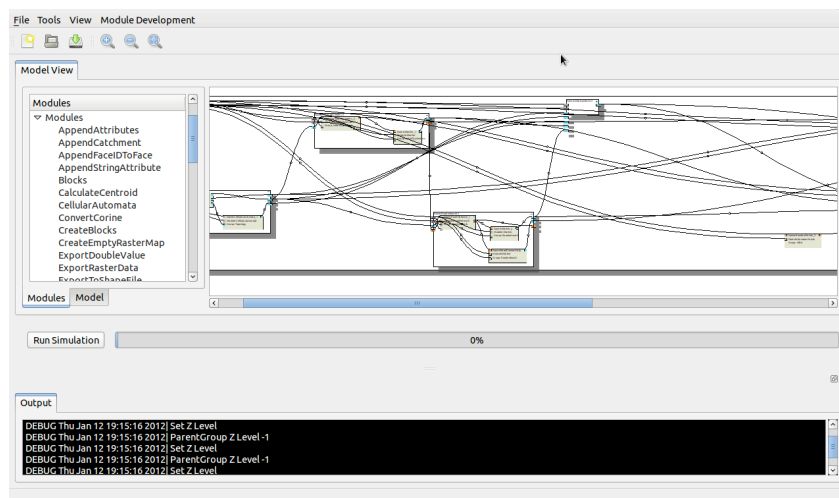 File Tools View Module Development
Model View
Modules
Modules
AppendAttributes
AppendCatchment
AppendFaceIDToFace
AppendStringAttribute
Blocks
CalculateCentroid
CellularAutomata
ConvertCorine
CreateBlocks
CreateEmptyRasterMap
ExportDoubleValue
ExportRasterData
ExportToShapeFile
Modules Model
Run Simulation 0%
Output
DEBUG Thu Jan 12 19:15:16 2012| Set Z Level
DEBUG Thu Jan 12 19:15:16 2012| ParentGroup Z Level -1
DEBUG Thu Jan 12 19:15:16 2012| Set Z Level
DEBUG Thu Jan 12 19:15:16 2012| ParentGroup Z Level -1
DEBUG Thu Jan 12 19:15:16 2012| Set Z Level